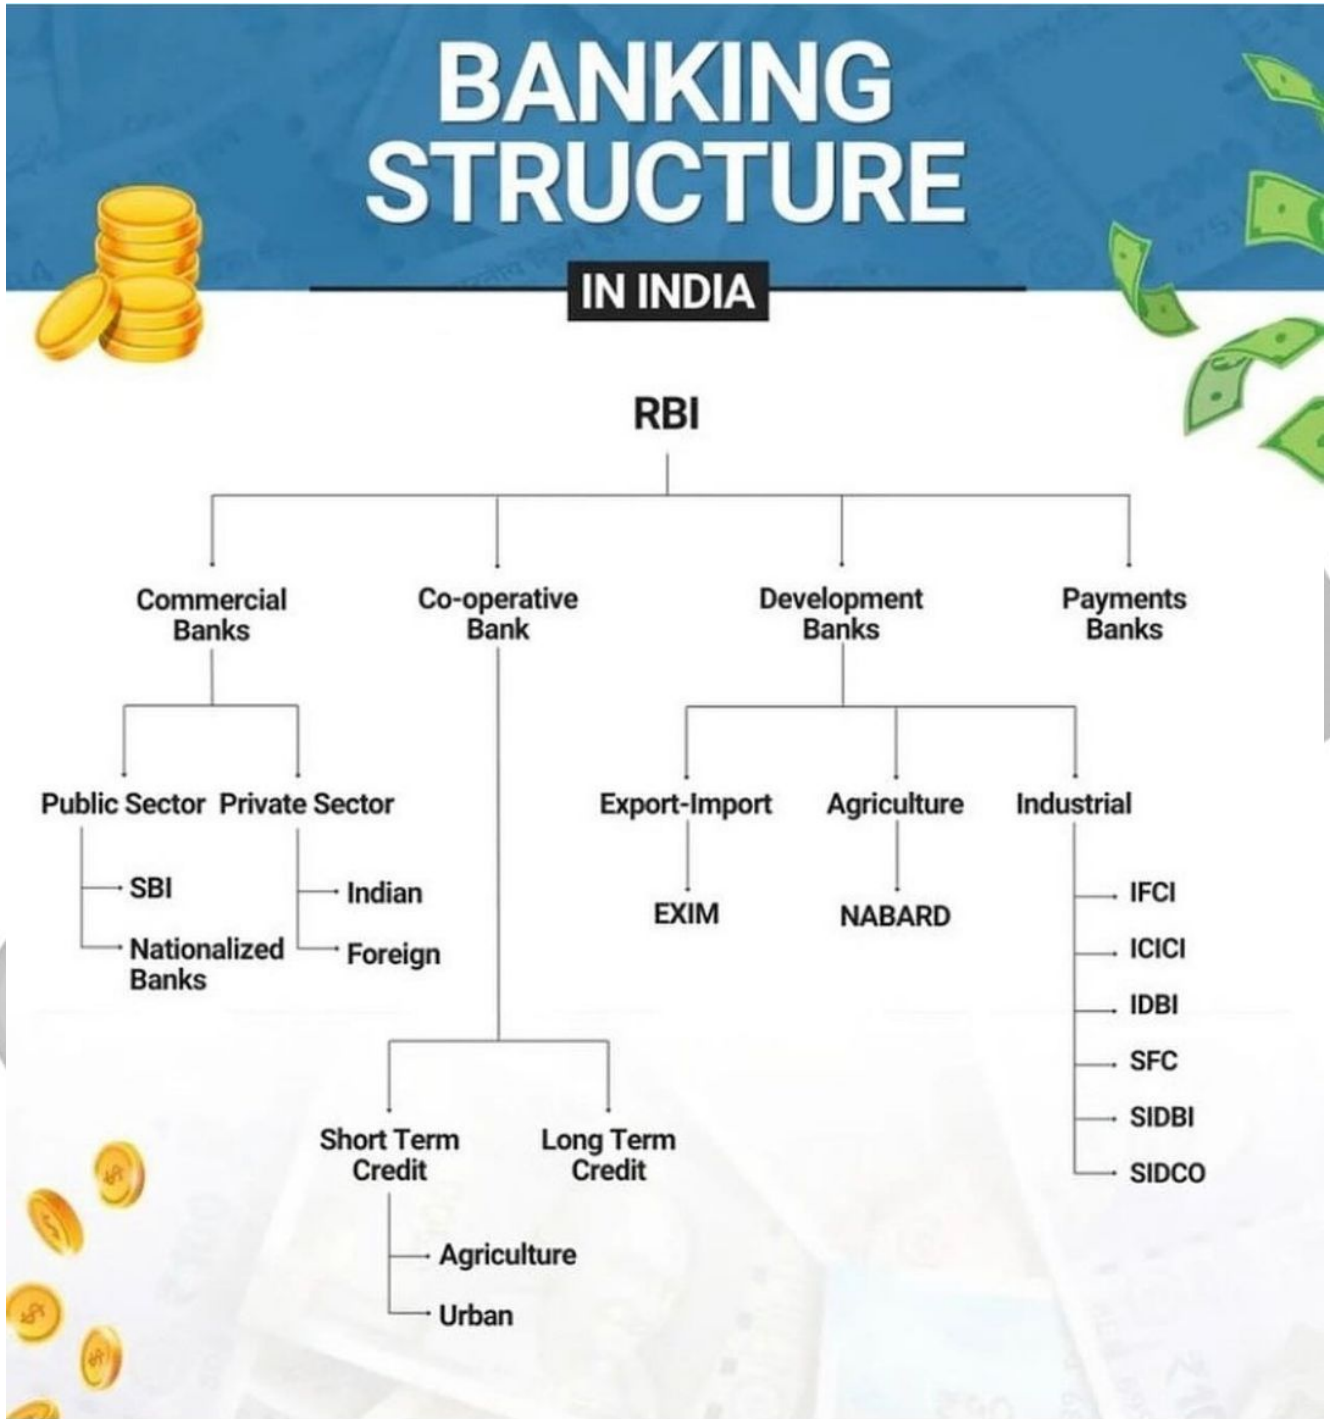 BANKING
STRUCTURE
IN INDIA
RBI
Commercial
Banks
Co-operative
Bank
Development
Banks
Payments
Banks
Public Sector
Private Sector
SBI
Nationalized
Banks
Indian
Foreign
Export-Import
Agriculture
Industrial
EXIM
NABARD
IFCI
ICICI
IDBI
SFC
SIDBI
SIDCO
Short Term
Credit
Long Term
Credit
Agriculture
Urban